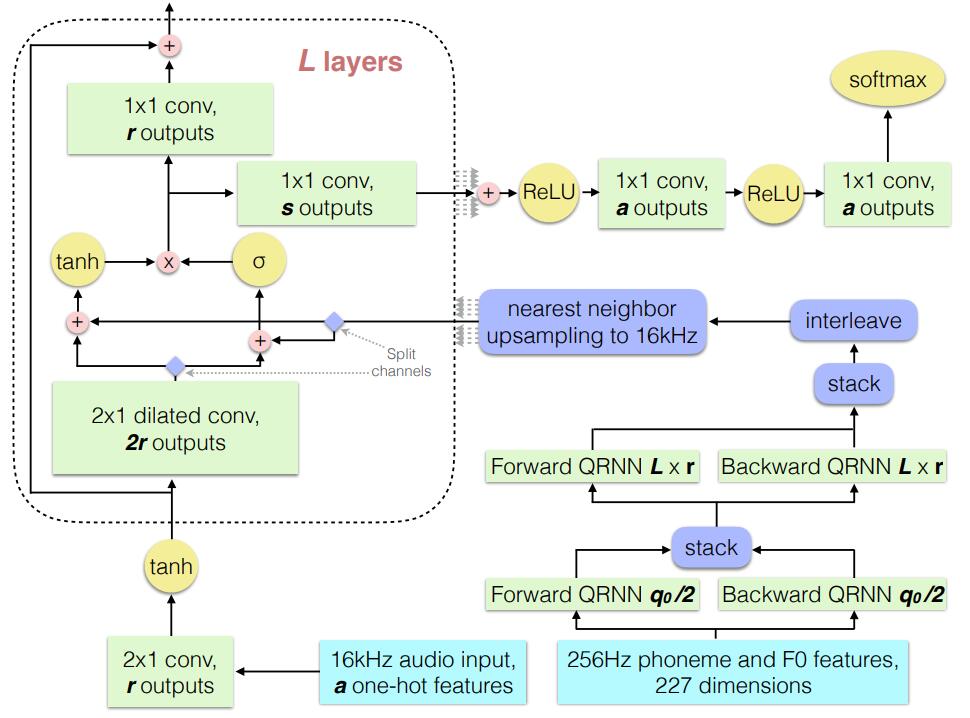 +
L layers
1x1 conv,
r outputs
softmax
1x1 conv,
s outputs
+
ReLU
1x1 conv,
a outputs
ReLU
1x1 conv,
a outputs
tanh
x
σ
+
+
Split
channels
nearest neighbor
upsampling to 16kHz
interleave
stack
2x1 dilated conv,
2r outputs
Forward QRNN L x r
Backward QRNN L x r
stack
tanh
Forward QRNN q0/2
Backward QRNN q0/2
2x1 conv,
r outputs
16kHz audio input,
a one-hot features
256Hz phoneme and F0 features,
227 dimensions